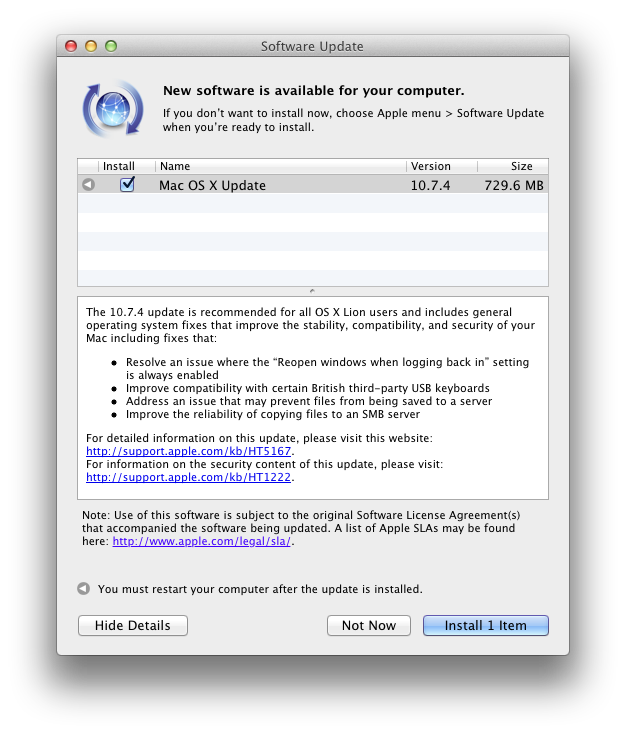 Software Update
New software is available for your computer.
If you don't want to install now, choose Apple menu > Software Update
when you're ready to install.
Install Name Version Size
Mac OS X Update 10.7.4 729.6 MB
The 10.7.4 update is recommended for all OS X Lion users and includes general
operating system fixes that improve the stability, compatibility, and security of your
Mac including fixes that:
• Resolve an issue where the “Reopen windows when logging back in” setting
is always enabled
• Improve compatibility with certain British third-party USB keyboards
• Address an issue that may prevent files from being saved to a server
• Improve the reliability of copying files to an SMB server
For detailed information on this update, please visit this website:
http://support.apple.com/kb/HT5167.
For information on the security content of this update, please visit:
http://support.apple.com/kb/HT1222.
Note: Use of this software is subject to the original Software License Agreement(s)
that accompanied the software being updated. A list of Apple SLAs may be found
here: http://www.apple.com/legal/sla/.
You must restart your computer after the update is installed.
Hide Details Not Now Install 1 Item